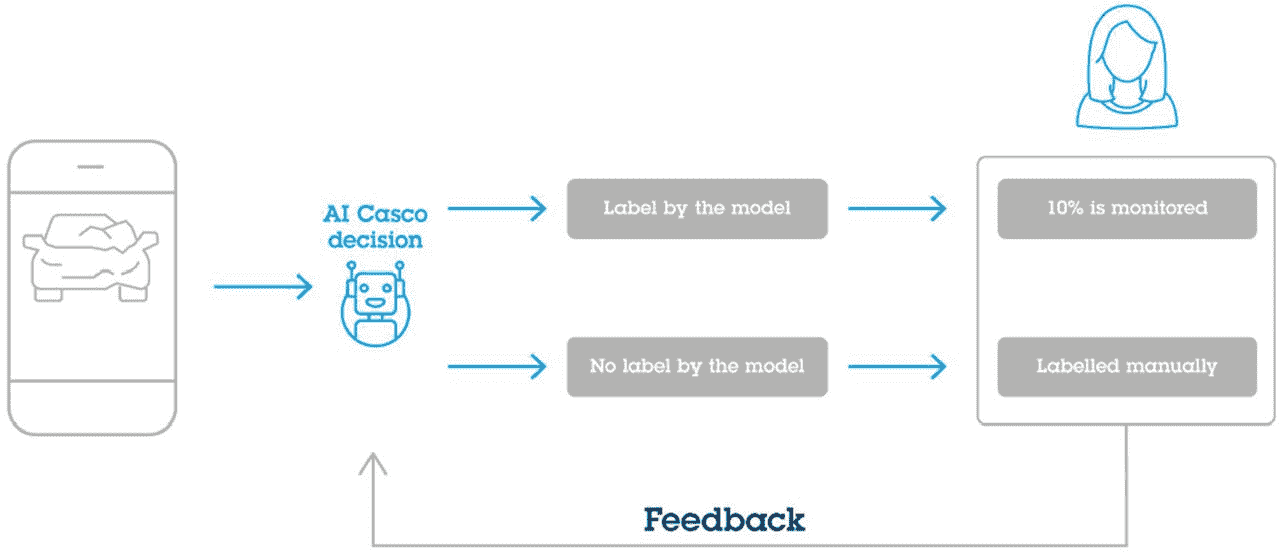 AI Casco
decision
Label by the model
10% is monitored
No label by the model
Labelled manually
Feedback